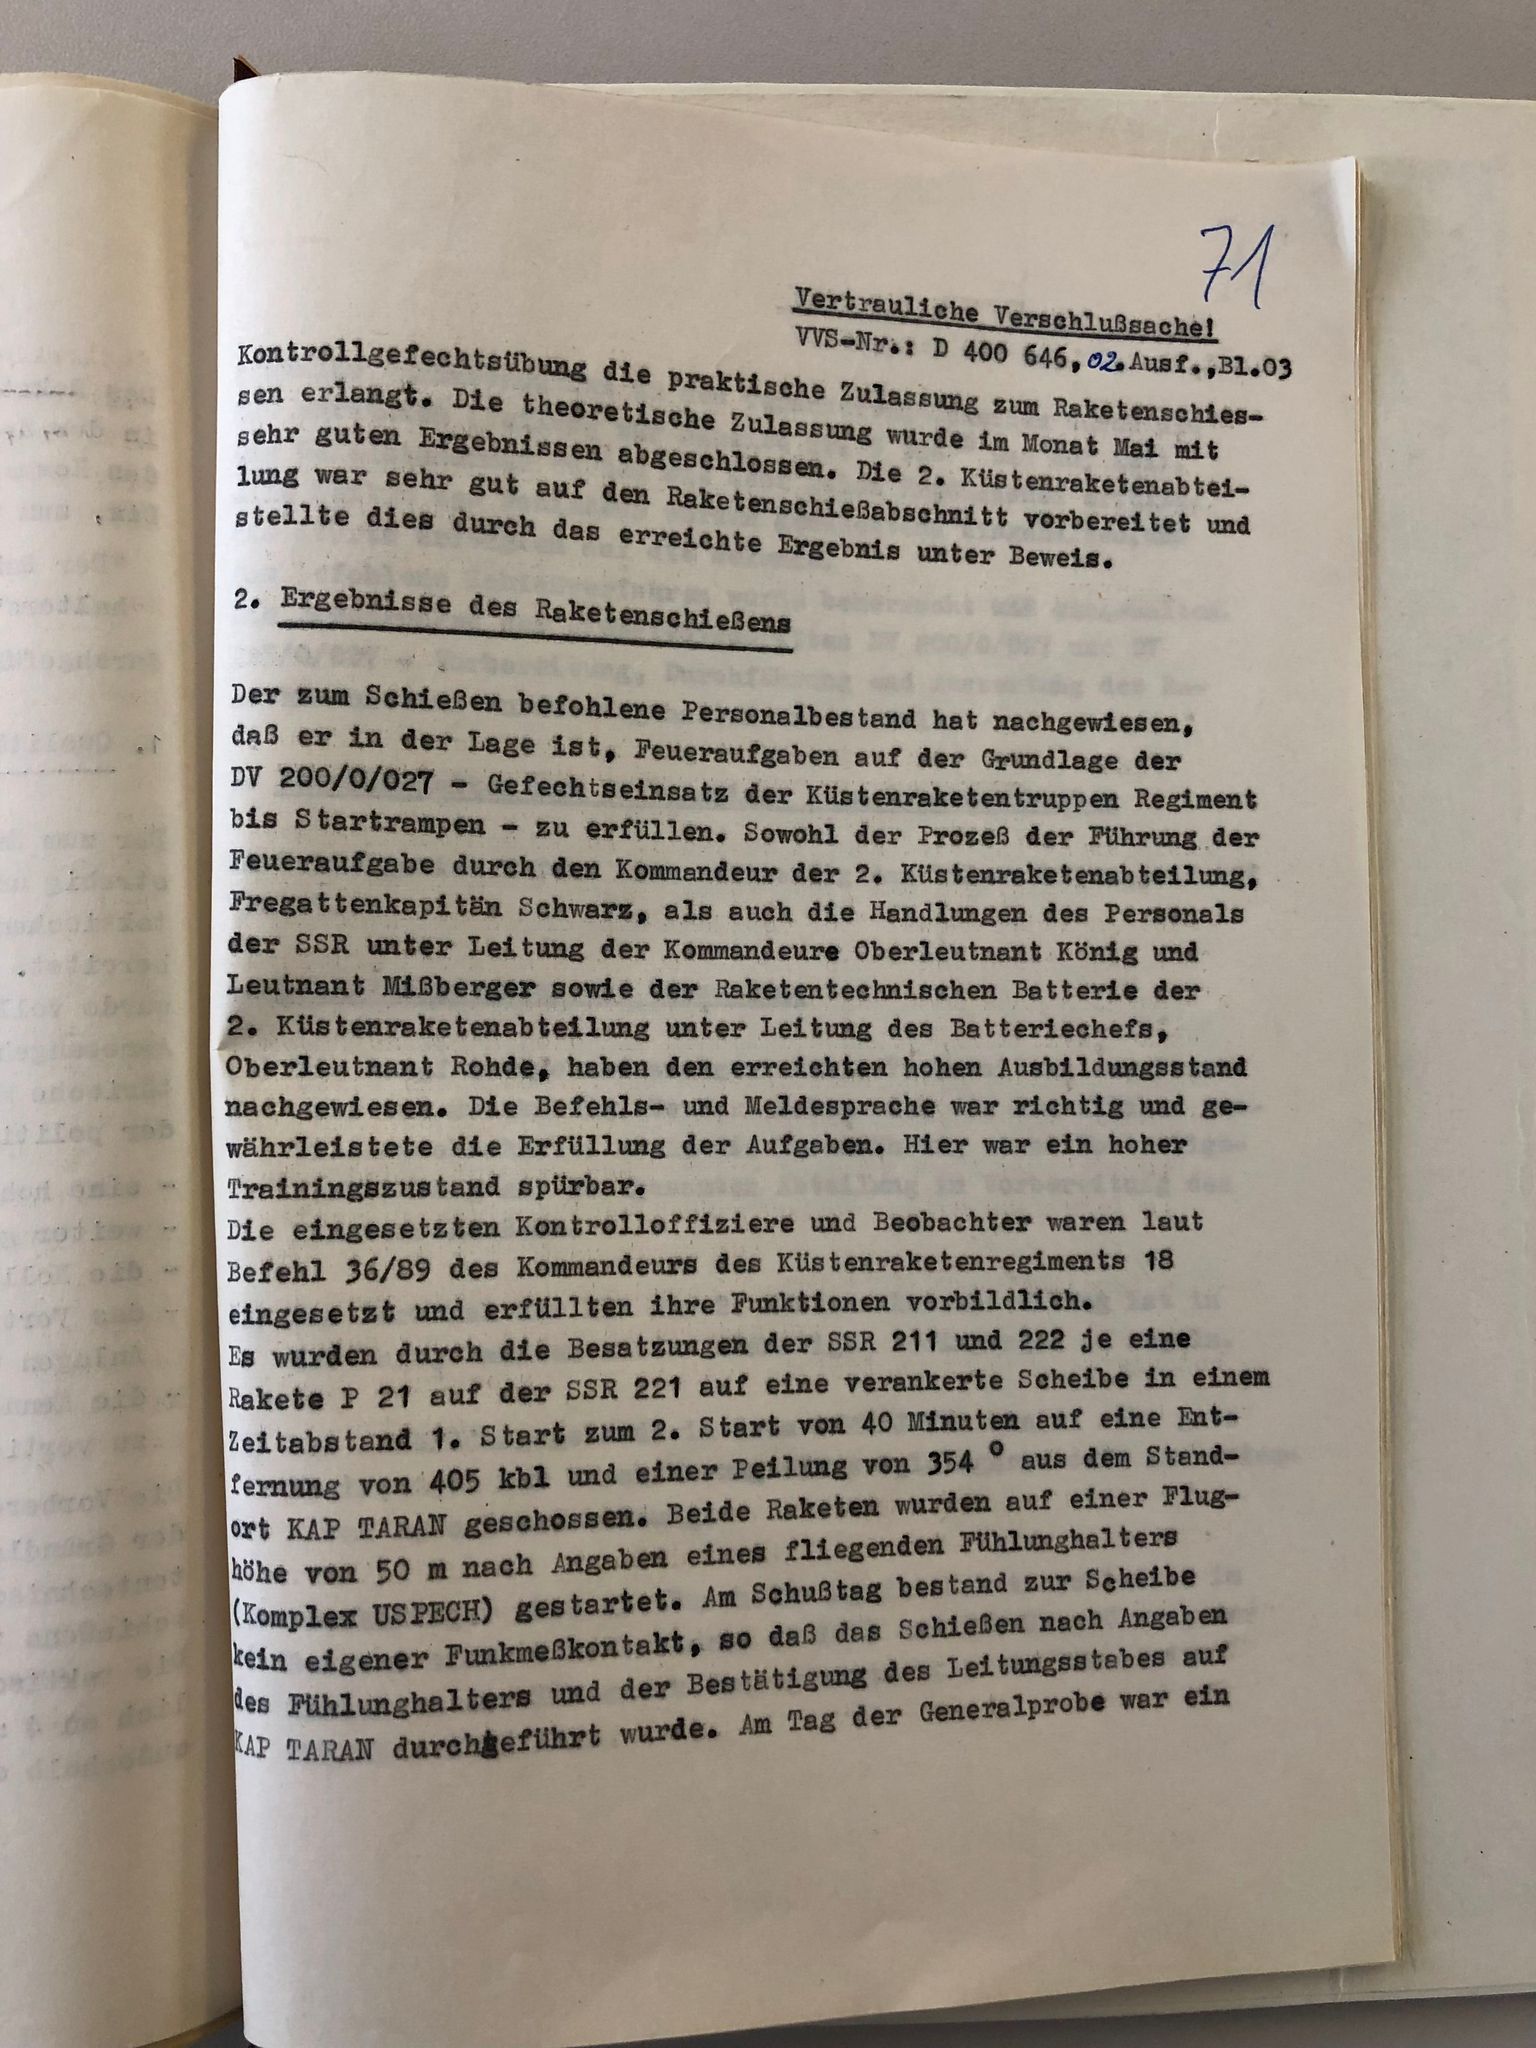 71
Vertrauliche Verschlußsache!
VVS-Nr.: D 400 646, 02. Ausf., Bl.03
Kontrollgefechtsübung die praktische Zulassung zum Raketenschies-
sen erlangt. Die theoretische Zulassung wurde im Monat Mai mit
sehr guten Ergebnissen abgeschlossen. Die 2. Küstenraketenabtei-
lung war sehr gut auf den Raketenschießabschnitt vorbereitet und
stellte dies durch das erreichte Ergebnis unter Beweis.
2. Ergebnisse des Raketenschießens
Der zum Schießen befohlene Personalbestand hat nachgewiesen,
daß er in der Lage ist, Feueraufgaben auf der Grundlage der
DV 200/0/027 - Gefechtseinsatz der Küstenraketentruppen Regiment
bis Startrampen - zu erfüllen. Sowohl der Prozeß der Führung der
Feueraufgabe durch den Kommandeur der 2. Küstenraketenabteilung,
Fregattenkapitän Schwarz, als auch die Handlungen des Personals
der SSR unter Leitung der Kommandeure Oberleutnant König und
Leutnant Mißberger sowie der Raketentechnischen Batterie der
2. Küstenraketenabteilung unter Leitung des Batteriechefs,
Oberleutnant Rohde, haben den erreichten hohen Ausbildungsstand
nachgewiesen. Die Befehls- und Meldesprache war richtig und ge-
währleistete die Erfüllung der Aufgaben. Hier war ein hoher
Trainingszustand spürbar.
Die eingesetzten Kontrolloffiziere und Beobachter waren laut
Befehl 36/89 des Kommandeurs des Küstenraketenregiments 18
eingesetzt und erfüllten ihre Funktionen vorbildlich.
Es wurden durch die Besatzungen der SSR 211 und 222 je eine
Rakete P 21 auf der SSR 221 auf eine verankerte Scheibe in einem
Zeitabstand 1. Start zum 2. Start von 40 Minuten auf eine Ent-
fernung von 405 kbl und einer Peilung von 354 ° aus dem Stand-
ort KAP TARAN geschossen. Beide Raketen wurden auf einer Flug-
höhe von 50 m nach Angaben eines fliegenden Fühlunghalters
(Komplex USPECH) gestartet. Am Schußtag bestand zur Scheibe
kein eigener Funkmeßkontakt, so daß das Schießen nach Angaben
des Fühlunghalters und der Bestätigung des Leitungsstabes auf
KAP TARAN durchgeführt wurde. Am Tag der Generalprobe war ein